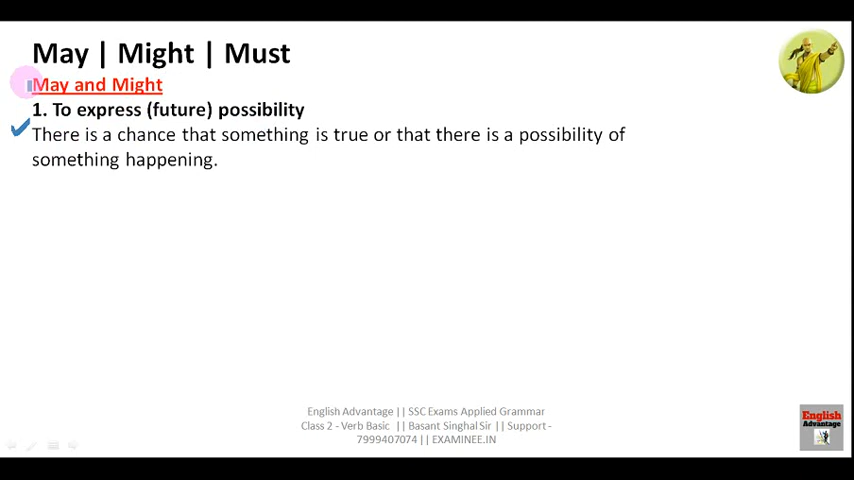 May | Might | Must
May and Might
1. To express (future) possibility
There is a chance that something is true or that there is a possibility of
something happening.
English Advantage || SSC Exams Applied Grammar
Class 2 - Verb Basic || Basant Singhal Sir || Support -
7999407074 || EXAMINEE.IN
English
Advantage